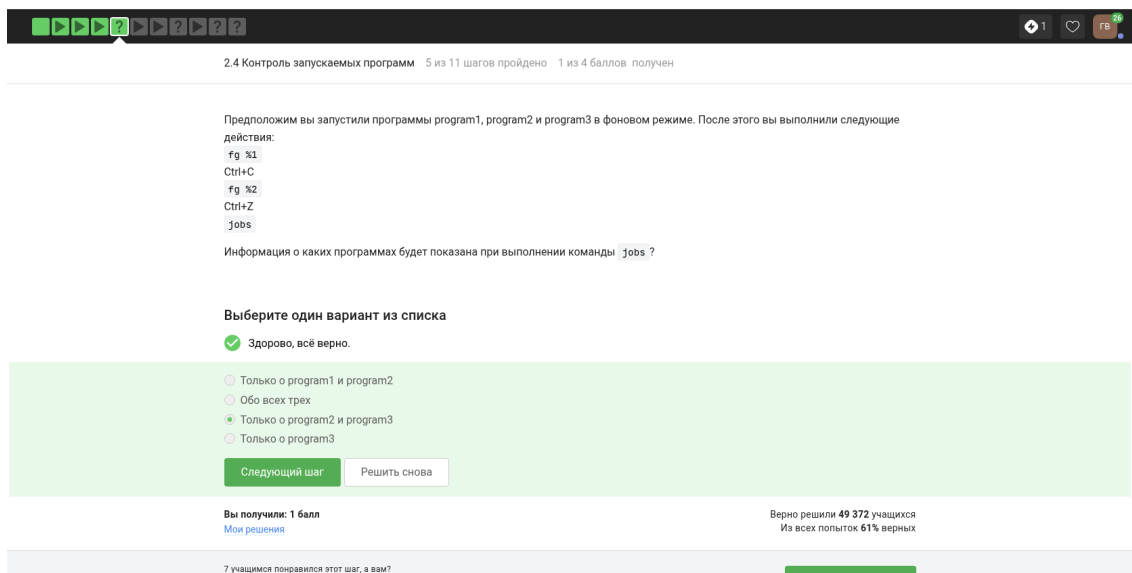 ? ? ? ? 1 ГВ 26
2.4 Контроль запускаемых программ 5 из 11 шагов пройдено 1 из 4 баллов получен
Предположим вы запустили программы program1, program2 и program3 в фоновом режиме. После этого вы выполнили следующие
действия:
fg %1
Ctrl+C
fg %2
Ctrl+Z
jobs
Информация о каких программах будет показана при выполнении команды jobs ?
Выберите один вариант из списка
Здорово, всё верно.
Только о program1 и program2
Обо всех трех
Только о program2 и program3
Только о program3
Следующий шаг Решить снова
Вы получили: 1 балл Верно решили 49 372 учащихся
Мои решения Из всех попыток 61% верных
7 учащимся понравился этот шаг, а вам?